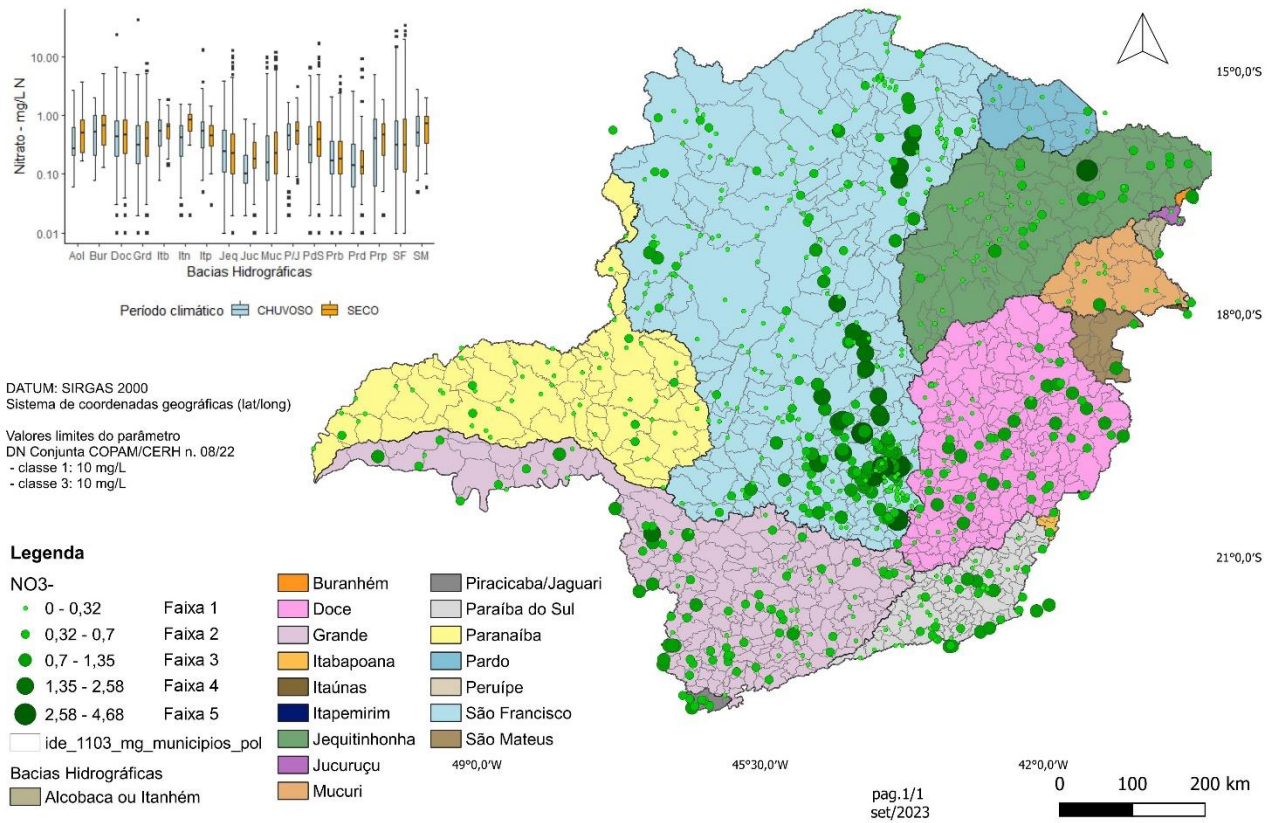 10.00
1.00
0.10
0.01
Nitrato - mg/L N
Aol Bur Doc Grd Itb Itn Itp Jeq Juc Muc P/J PdS Prb Prd Prp SF SM
Bacias Hidrográficas
Período climático CHUVOSO SECO
15°0,0'S
18°0,0'S
21°0,0'S
DATUM: SIRGAS 2000
Sistema de coordenadas geográficas (lat/long)
Valores limites do parâmetro
DN Conjunta COPAM/CERH n. 08/22
- classe 1: 10 mg/L
- classe 3: 10 mg/L
Legenda
NO3-
0 - 0,32 Faixa 1
0,32 - 0,7 Faixa 2
0,7 - 1,35 Faixa 3
1,35 - 2,58 Faixa 4
2,58 - 4,68 Faixa 5
ide_1103_mg_municipios_pol
Bacias Hidrográficas
Alcobaca ou Itanhém
Buranhém
Doce
Grande
Itabapoana
Itaúnas
Itapemirim
Jequitinhonha
Jucuruçu
Mucuri
Piracicaba/Jaguari
Paraíba do Sul
Paranaíba
Pardo
Peruípe
São Francisco
São Mateus
49°0,0'W 45°30,0'W 42°0,0'W
pag.1/1
set/2023
0 100 200 km